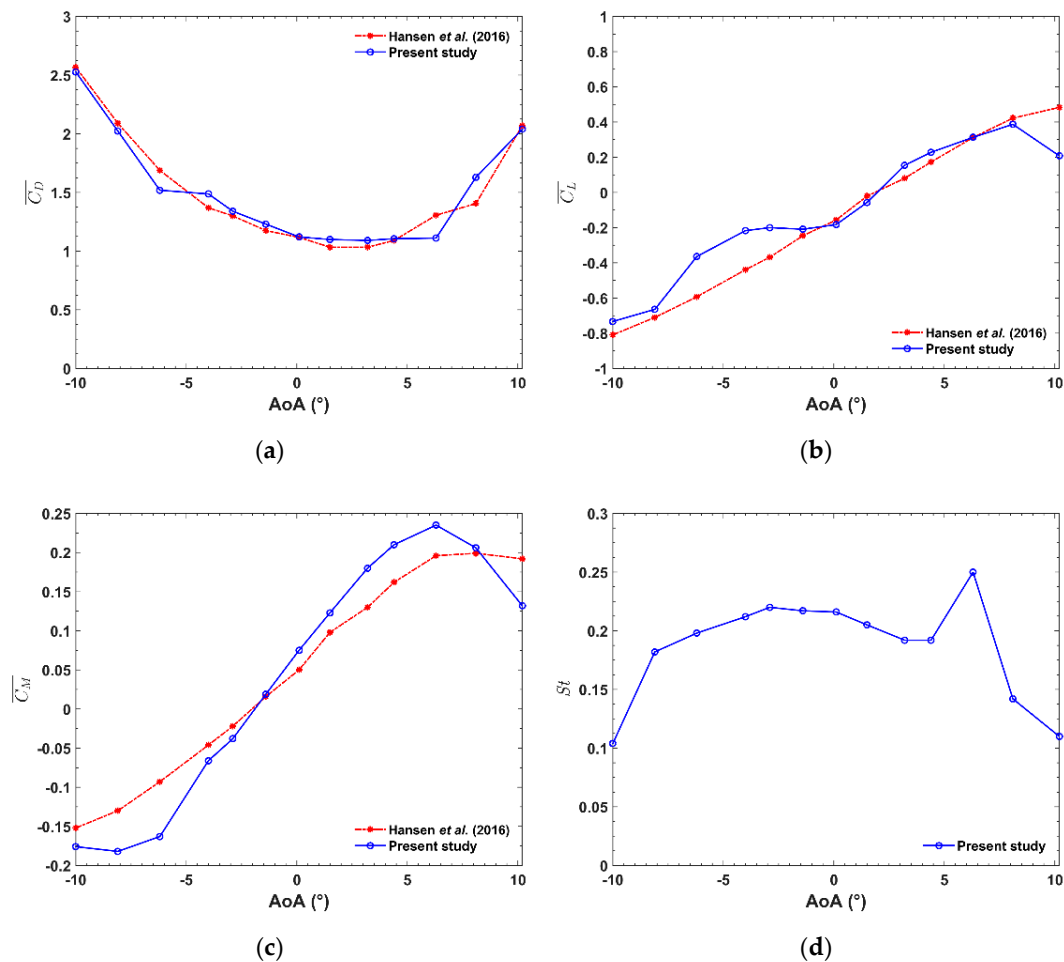 3
2.5
2
1.5
1
0.5
0
C_D
Hansen et al. (2016)
Present study
-10 -5 0 5 10
AoA (°)
(a)
1
0.8
0.6
0.4
0.2
0
-0.2
-0.4
-0.6
-0.8
-1
C_L
Hansen et al. (2016)
Present study
-10 -5 0 5 10
AoA (°)
(b)
0.25
0.2
0.15
0.1
0.05
0
-0.05
-0.1
-0.15
-0.2
C_M
Hansen et al. (2016)
Present study
-10 -5 0 5 10
AoA (°)
(c)
0.3
0.25
0.2
0.15
0.1
0.05
0
St
Present study
-10 -5 0 5 10
AoA (°)
(d)